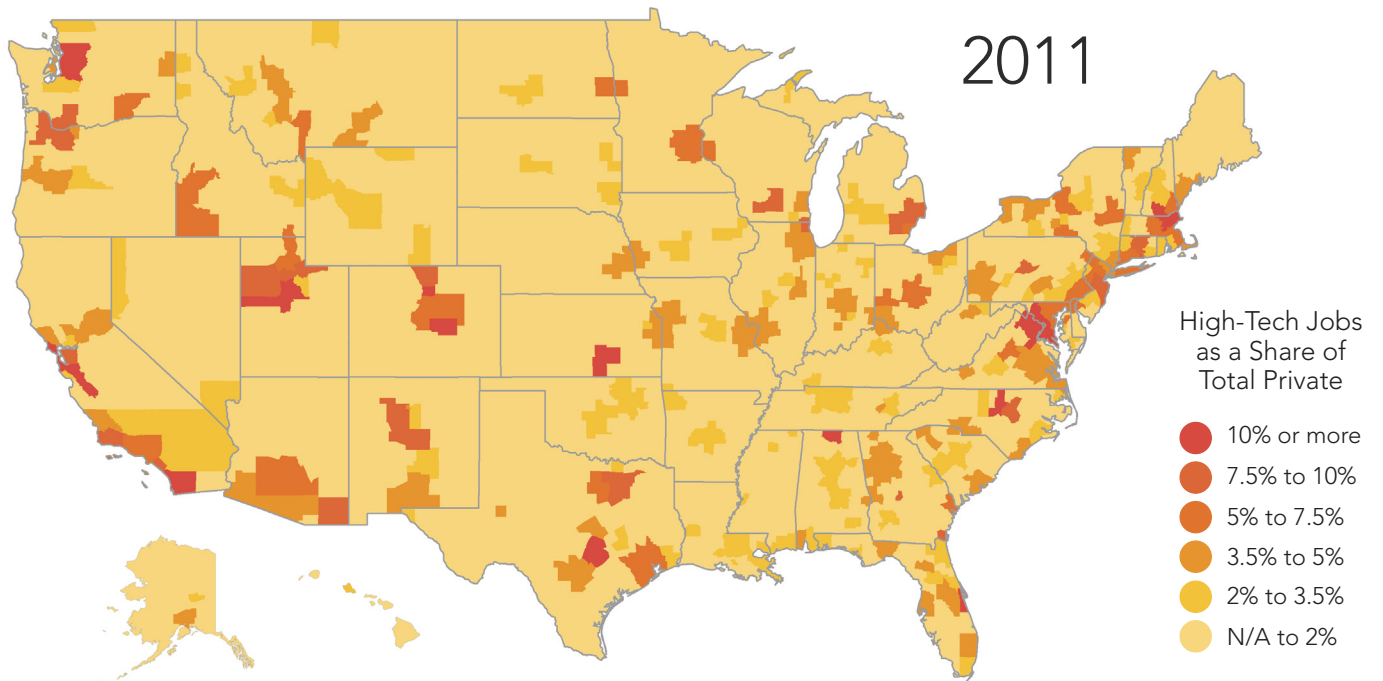 2011
High-Tech Jobs
as a Share of
Total Private
10% or more
7.5% to 10%
5% to 7.5%
3.5% to 5%
2% to 3.5%
N/A to 2%